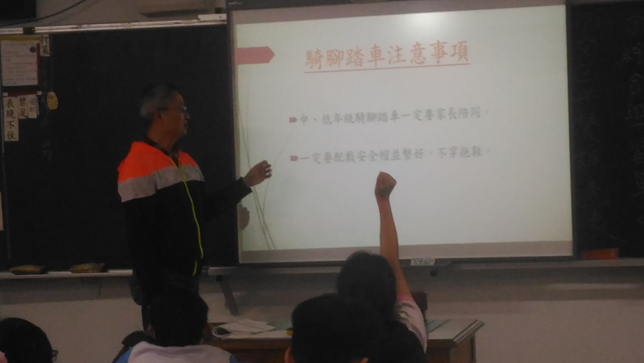 騎腳踏車注意事項
中、低年級騎腳踏車一定要家長陪同。
一定要配戴安全帽並繫好，不穿拖鞋。